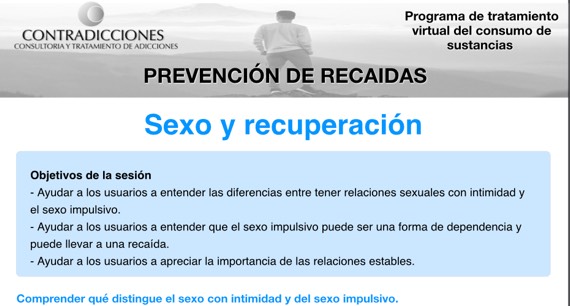 CONTRADICCIONES
CONSULTORIA Y TRATAMIENTO DE ADICCIONES
Programa de tratamiento
virtual del consumo de
sustancias
PREVENCIÓN DE RECAIDAS
Sexo y recuperación
Objetivos de la sesión
- Ayudar a los usuarios a entender las diferencias entre tener relaciones sexuales con intimidad y
el sexo impulsivo.
- Ayudar a los usuarios a entender que el sexo impulsivo puede ser una forma de dependencia y
puede llevar a una recaída.
- Ayudar a los usuarios a apreciar la importancia de las relaciones estables.
Comprender qué distingue el sexo con intimidad y del sexo impulsivo.